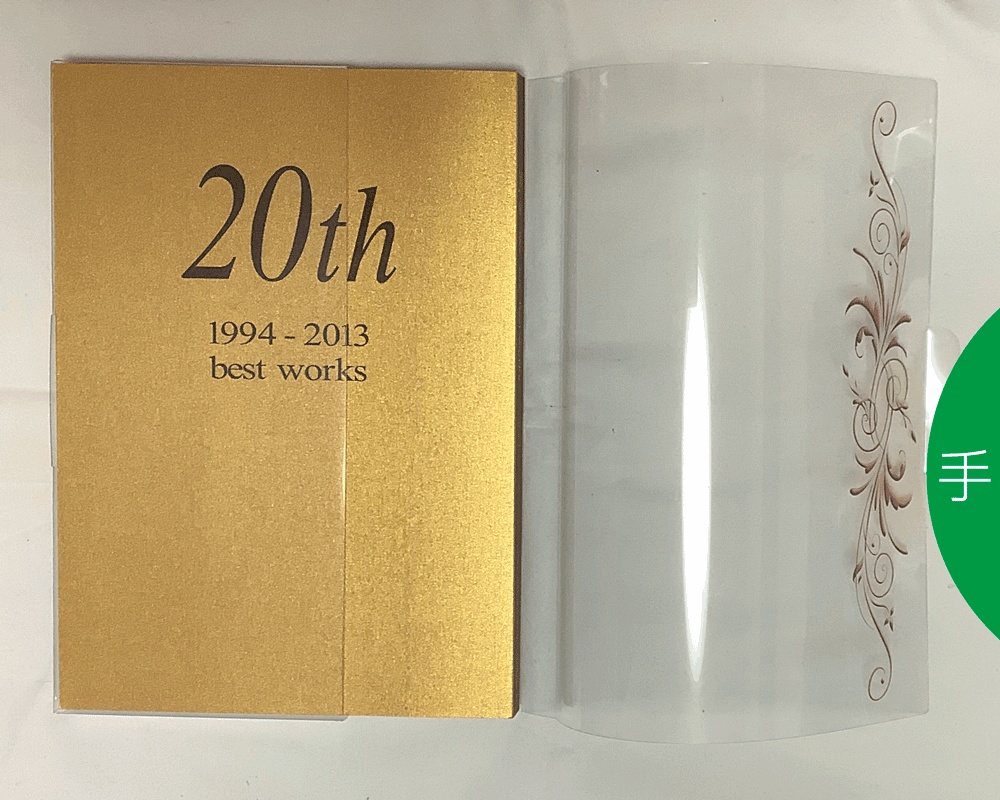 20th
1994 - 2013
best works
手